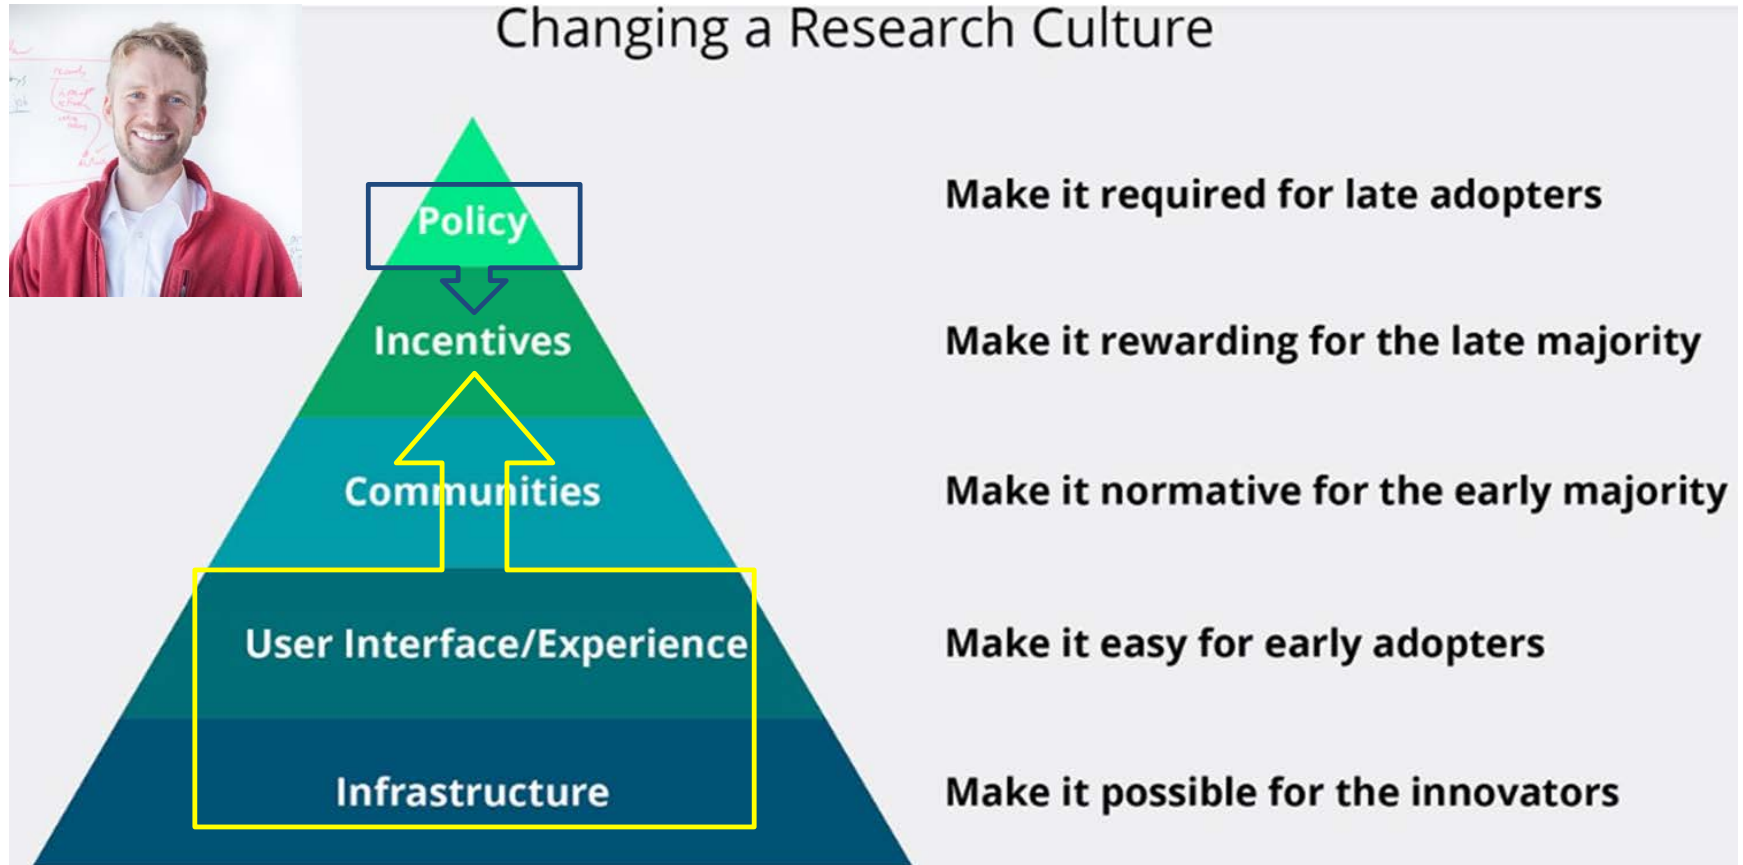 Changing a Research Culture
Policy
Make it required for late adopters
Incentives
Make it rewarding for the late majority
Communities
Make it normative for the early majority
User Interface/Experience
Make it easy for early adopters
Infrastructure
Make it possible for the innovators